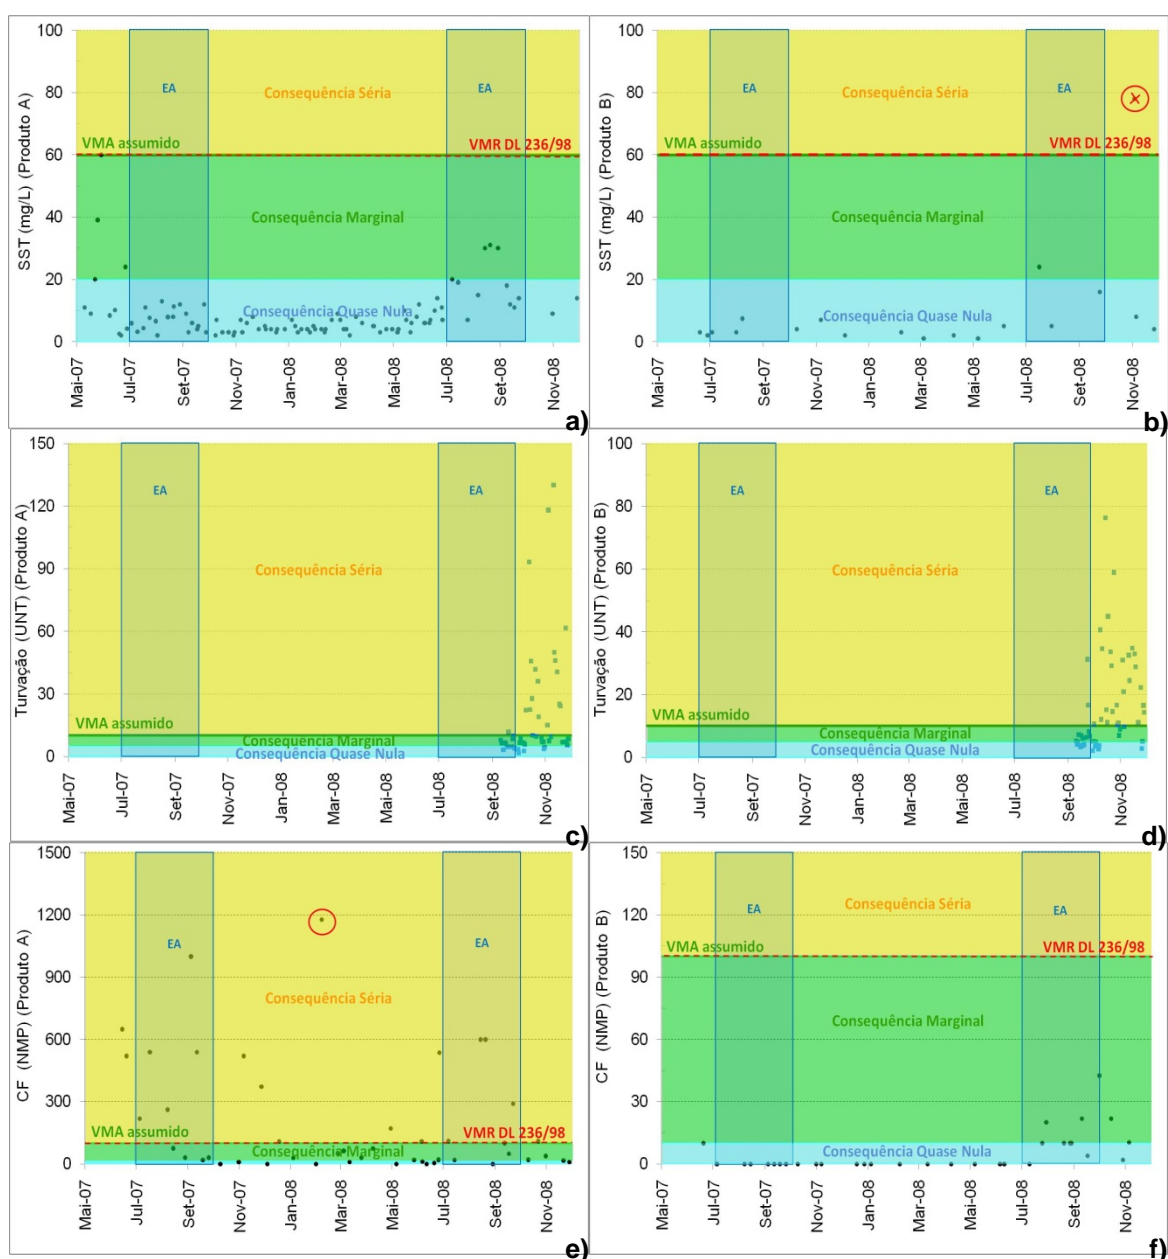 SST (mg/L) (Produto A)
100
80
60
40
20
0
EA
EA
Consequência Séria
VMA assumido
VMR DL 236/98
Consequência Marginal
Consequência Quase Nula
Mai-07
Jul-07
Set-07
Nov-07
Jan-08
Mar-08
Mai-08
Jul-08
Set-08
Nov-08
a)
SST (mg/L) (Produto B)
100
80
60
40
20
0
EA
EA
Consequência Séria
VMA assumido
VMR DL 236/98
Consequência Marginal
Consequência Quase Nula
Mai-07
Jul-07
Set-07
Nov-07
Jan-08
Mar-08
Mai-08
Jul-08
Set-08
Nov-08
b)
Turvação (UNT) (Produto A)
150
120
90
60
30
0
EA
EA
Consequência Séria
VMA assumido
Consequência Marginal
Consequência Quase Nula
Mai-07
Jul-07
Set-07
Nov-07
Jan-08
Mar-08
Mai-08
Jul-08
Set-08
Nov-08
c)
Turvação (UNT) (Produto B)
100
80
60
40
20
0
EA
EA
Consequência Séria
VMA assumido
Consequência Marginal
Consequência Quase Nula
Mai-07
Jul-07
Set-07
Nov-07
Jan-08
Mar-08
Mai-08
Jul-08
Set-08
Nov-08
d)
CF (NMP) (Produto A)
1500
1200
900
600
300
0
EA
EA
Consequência Séria
VMA assumido
VMR DL 236/98
Consequência Marginal
Mai-07
Jul-07
Set-07
Nov-07
Jan-08
Mar-08
Mai-08
Jul-08
Set-08
Nov-08
e)
CF (NMP) (Produto B)
150
120
90
60
30
0
EA
EA
Consequência Séria
VMA assumido
VMR DL 236/98
Consequência Marginal
Consequência Quase Nula
Mai-07
Jul-07
Set-07
Nov-07
Jan-08
Mar-08
Mai-08
Jul-08
Set-08
Nov-08
f)